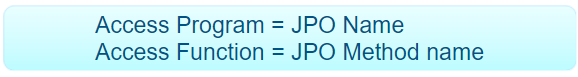 Access Program = JPO Name
Access Function = JPO Method name